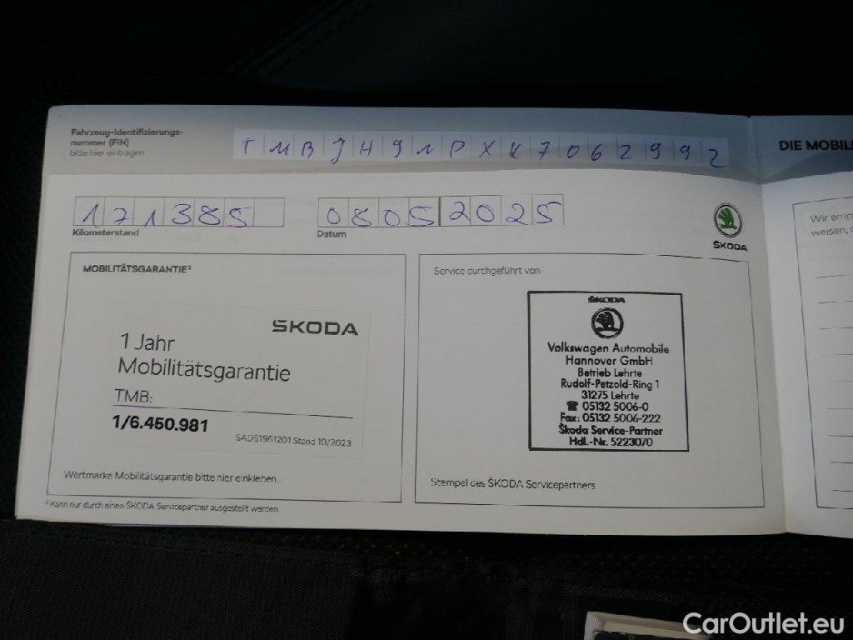 Fahrzeug-Identifizierungs-
nummer (FIN)
bitte hier eintragen
TMBJH91PXK7062992
DIE MOBIL
171385
Kilometerstand
08052025
Datum
ŠKODA
MOBILITÄTSGARANTIE²
ŠKODA
1 Jahr
Mobilitätsgarantie
TMB:
1/6.450.981
SAD51961201 Stand 10/2023
Wertmarke Mobilitätsgarantie bitte hier einkleben.
² Kann nur durch einen ŠKODA Servicepartner ausgestellt werden.
Service durchgeführt von:
ŠKODA
Volkswagen Automobile
Hannover GmbH
Betrieb Lehrte
Rudolf-Petzold-Ring 1
31275 Lehrte
☎ 05132 5006-0
Fax: 05132 5006-222
Škoda Service-Partner
Hdl.-Nr. 5223070
Stempel des ŠKODA Servicepartners
CarOutlet.eu